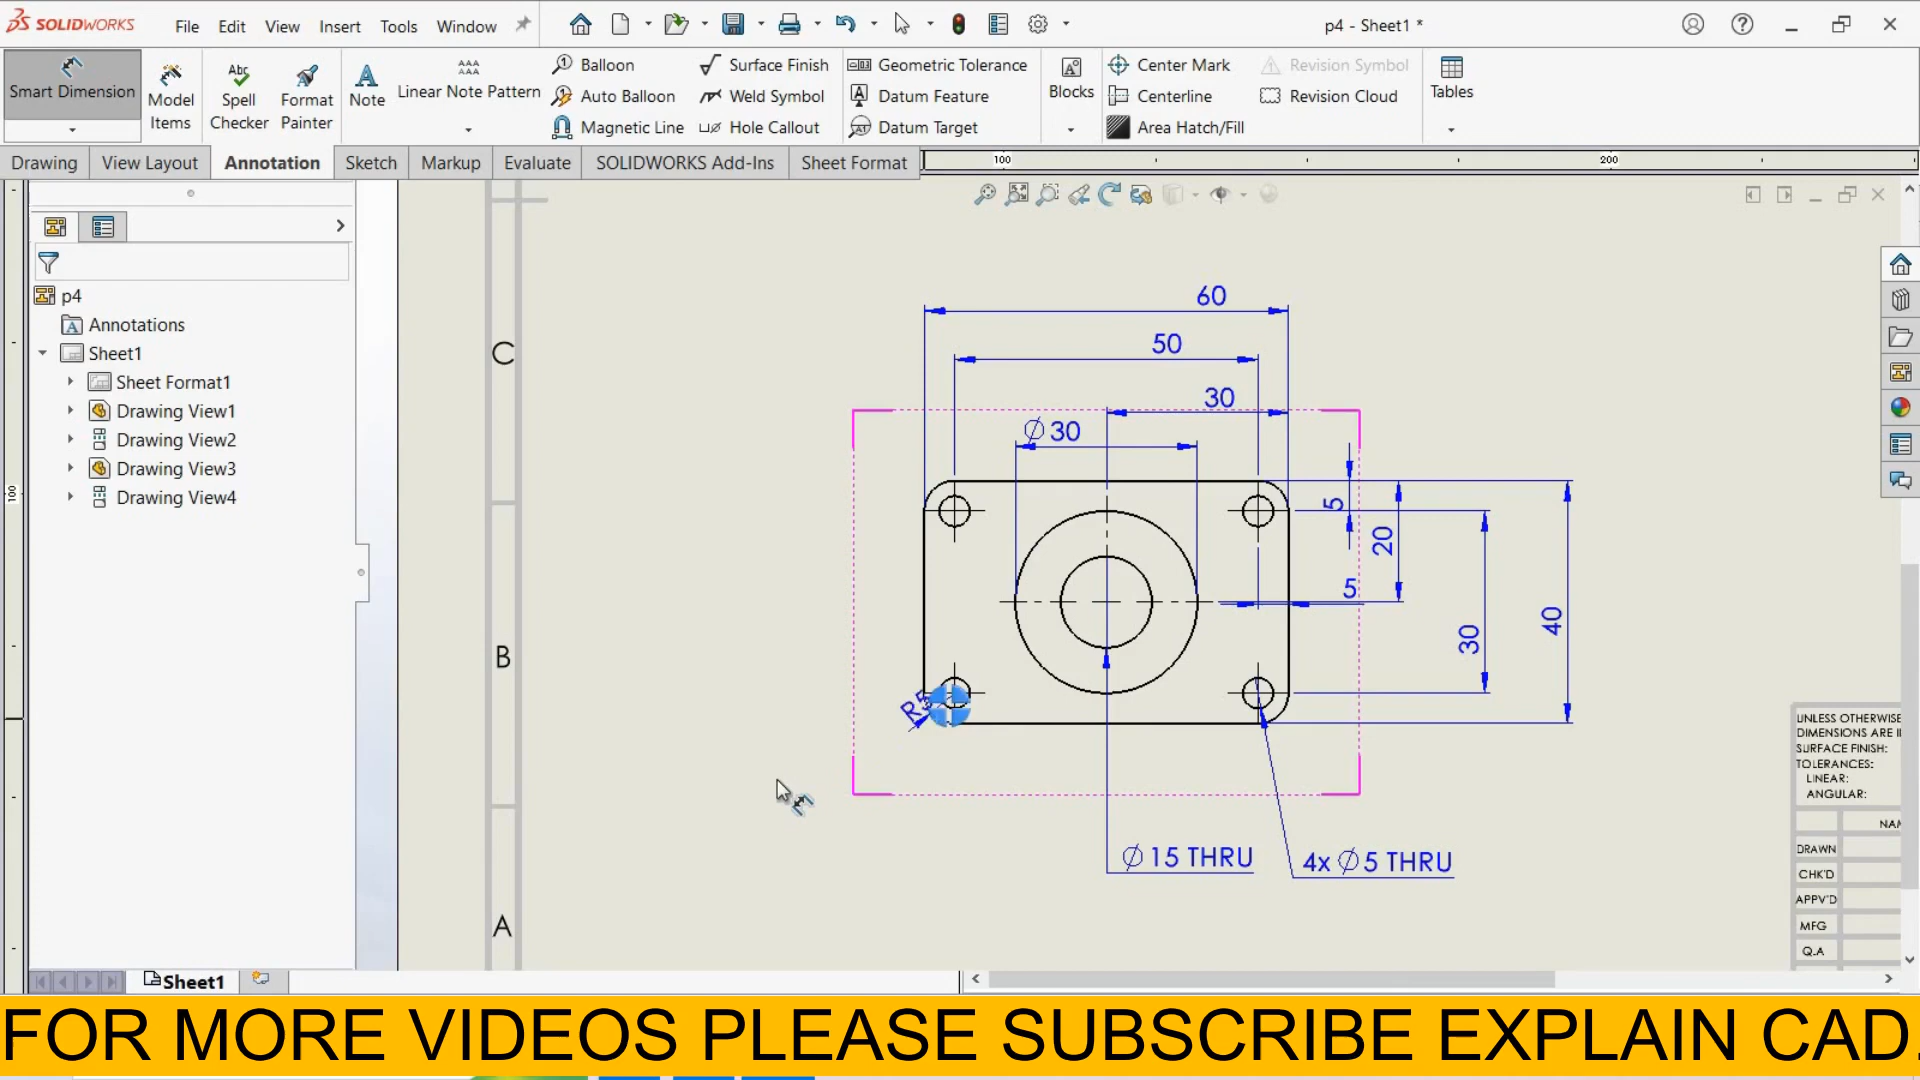 SOLIDWORKS File Edit View Insert Tools Window p4 - Sheet1 *
Smart Dimension
Model Items
Spell Checker
Format Painter
Note
Linear Note Pattern
Balloon
Auto Balloon
Magnetic Line
Surface Finish
Weld Symbol
Hole Callout
Geometric Tolerance
Datum Feature
Datum Target
Blocks
Center Mark
Centerline
Area Hatch/Fill
Revision Symbol
Revision Cloud
Tables
Drawing View Layout Annotation Sketch Markup Evaluate SOLIDWORKS Add-Ins Sheet Format
100 200
p4
Annotations
Sheet1
Sheet Format1
Drawing View1
Drawing View2
Drawing View3
Drawing View4
100
C
B
A
60
50
30
Ø30
5
20
5
30
40
R5
Ø15 THRU
4x Ø5 THRU
UNLESS OTHERWISE
DIMENSIONS ARE I
SURFACE FINISH:
TOLERANCES:
LINEAR:
ANGULAR:
NAM
DRAWN
CHK'D
APPV'D
MFG
Q.A
Sheet1
FOR MORE VIDEOS PLEASE SUBSCRIBE EXPLAIN CAD.